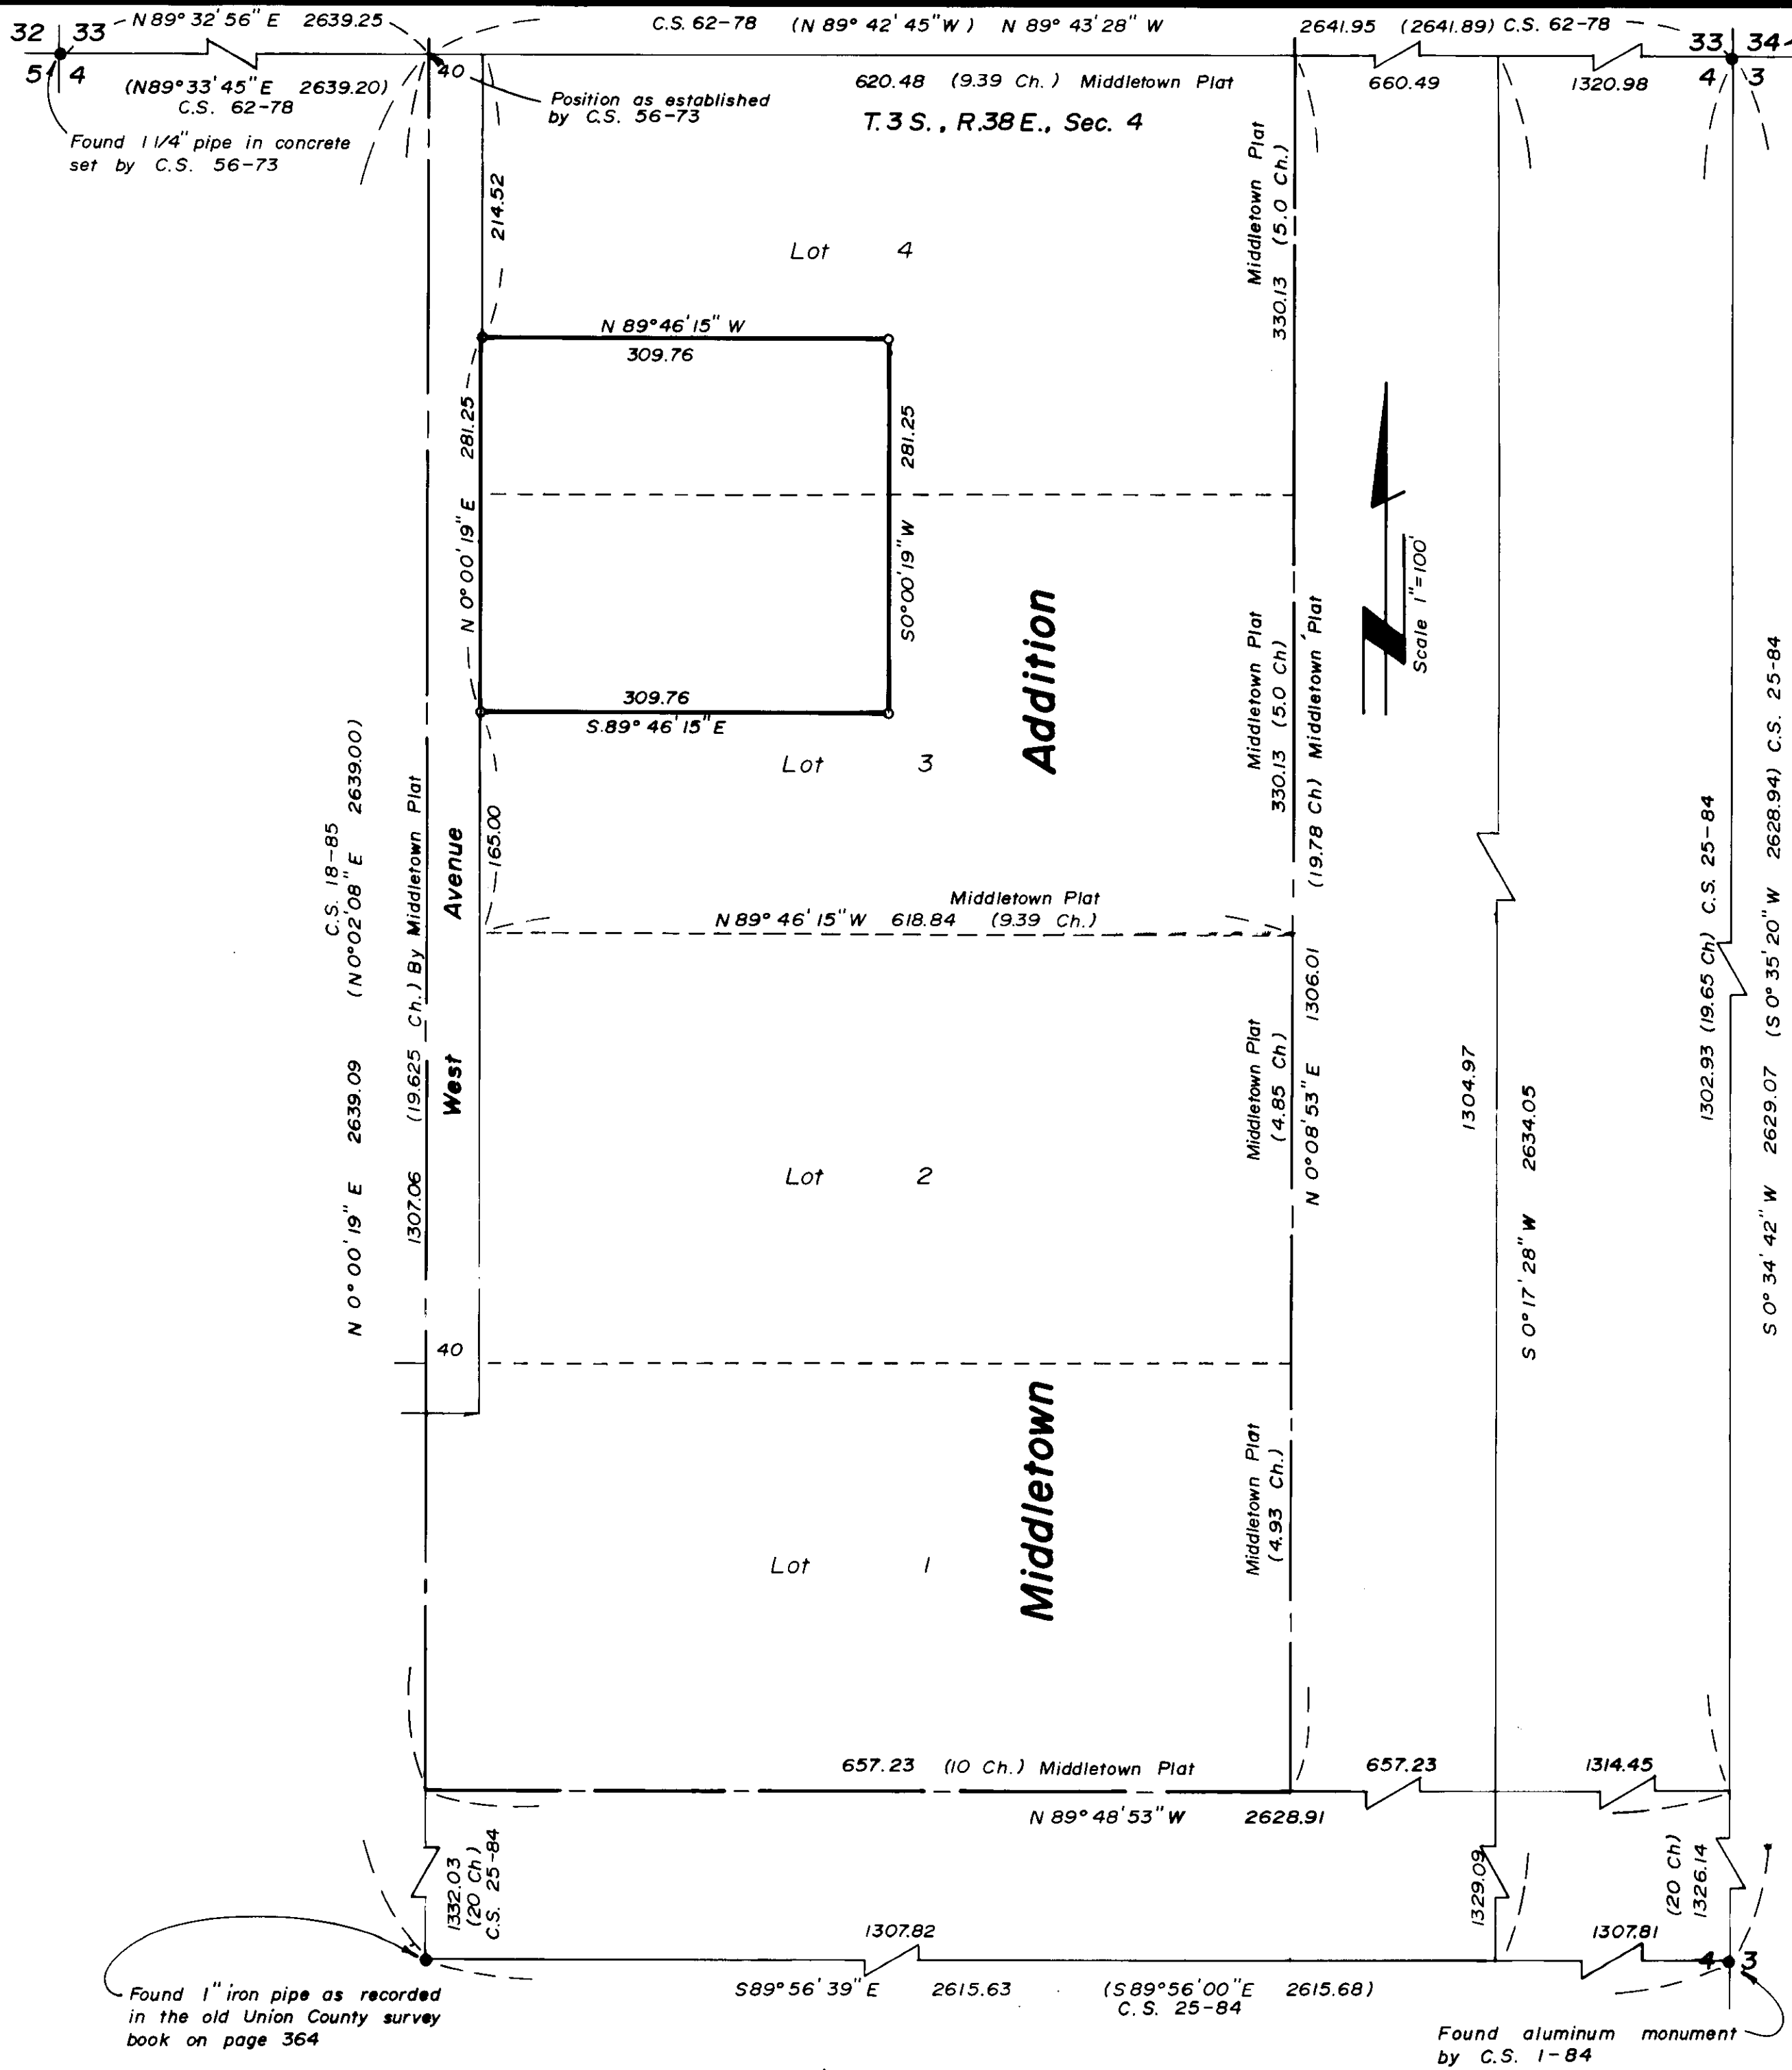 32 33
5 4
N 89° 32' 56" E 2639.25
(N89° 33' 45" E 2639.20)
C.S. 62-78
Found 1 1/4" pipe in concrete
set by C.S. 56-73
C.S. 62-78 (N 89° 42' 45" W) N 89° 43' 28" W
2641.95 (2641.89) C.S. 62-78
33 34
4 3
40
Position as established
by C.S. 56-73
620.48 (9.39 Ch.) Middletown Plat
660.49
1320.98
T. 3 S., R.38 E., Sec. 4
214.52
Lot 4
Middletown Plat
330.13 (5.0 Ch.)
N 89° 46' 15" W
309.76
N 0° 00' 19" E 281.25
281.25
S0°00'19" W
309.76
S.89° 46' 15" E
Scale 1"=100'
Addition
Middletown Plat
330.13 (5.0 Ch)
(19.78 Ch) Middletown Plat
Lot 3
C.S. 18-85
(N0°02'08" E 2639.00)
N 0° 00' 19" E 2639.09
1307.06 (19.625 Ch.) By Middletown Plat
West Avenue
165.00
Middletown Plat
N 89° 46' 15" W 618.84 (9.39 Ch.)
1302.93 (19.65 Ch) C.S. 25-84
S 0° 34' 42" W 2629.07 (S 0° 35' 20" W 2628.94) C.S. 25-84
Middletown Plat
(4.85 Ch)
N 0° 08' 53" E 1306.01
1304.97
S 0° 17' 28" W 2634.05
Lot 2
40
Middletown
Middletown Plat
(4.93 Ch.)
Lot 1
657.23 (10 Ch.) Middletown Plat
657.23
1314.45
N 89° 48' 53" W 2628.91
1332.03
(20 Ch)
C.S. 25-84
1329.09
(20 Ch)
1326.14
1307.82
1307.81
4 3
S89° 56' 39" E 2615.63 (S 89° 56' 00" E 2615.68)
C. S. 25-84
Found 1" iron pipe as recorded
in the old Union County survey
book on page 364
Found aluminum monument
by C.S. 1-84